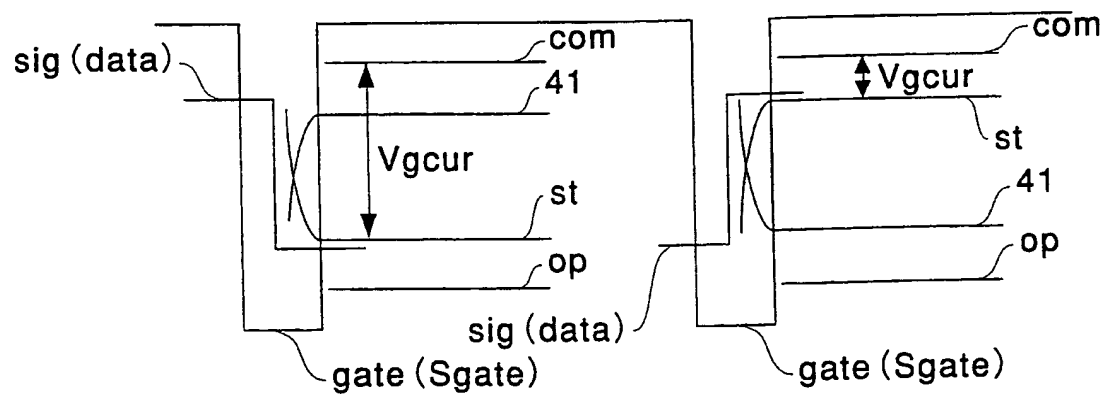 sig (data)
com
41
Vgcur
st
op
gate (Sgate)
com
Vgcur
st
41
op
sig (data)
gate (Sgate)